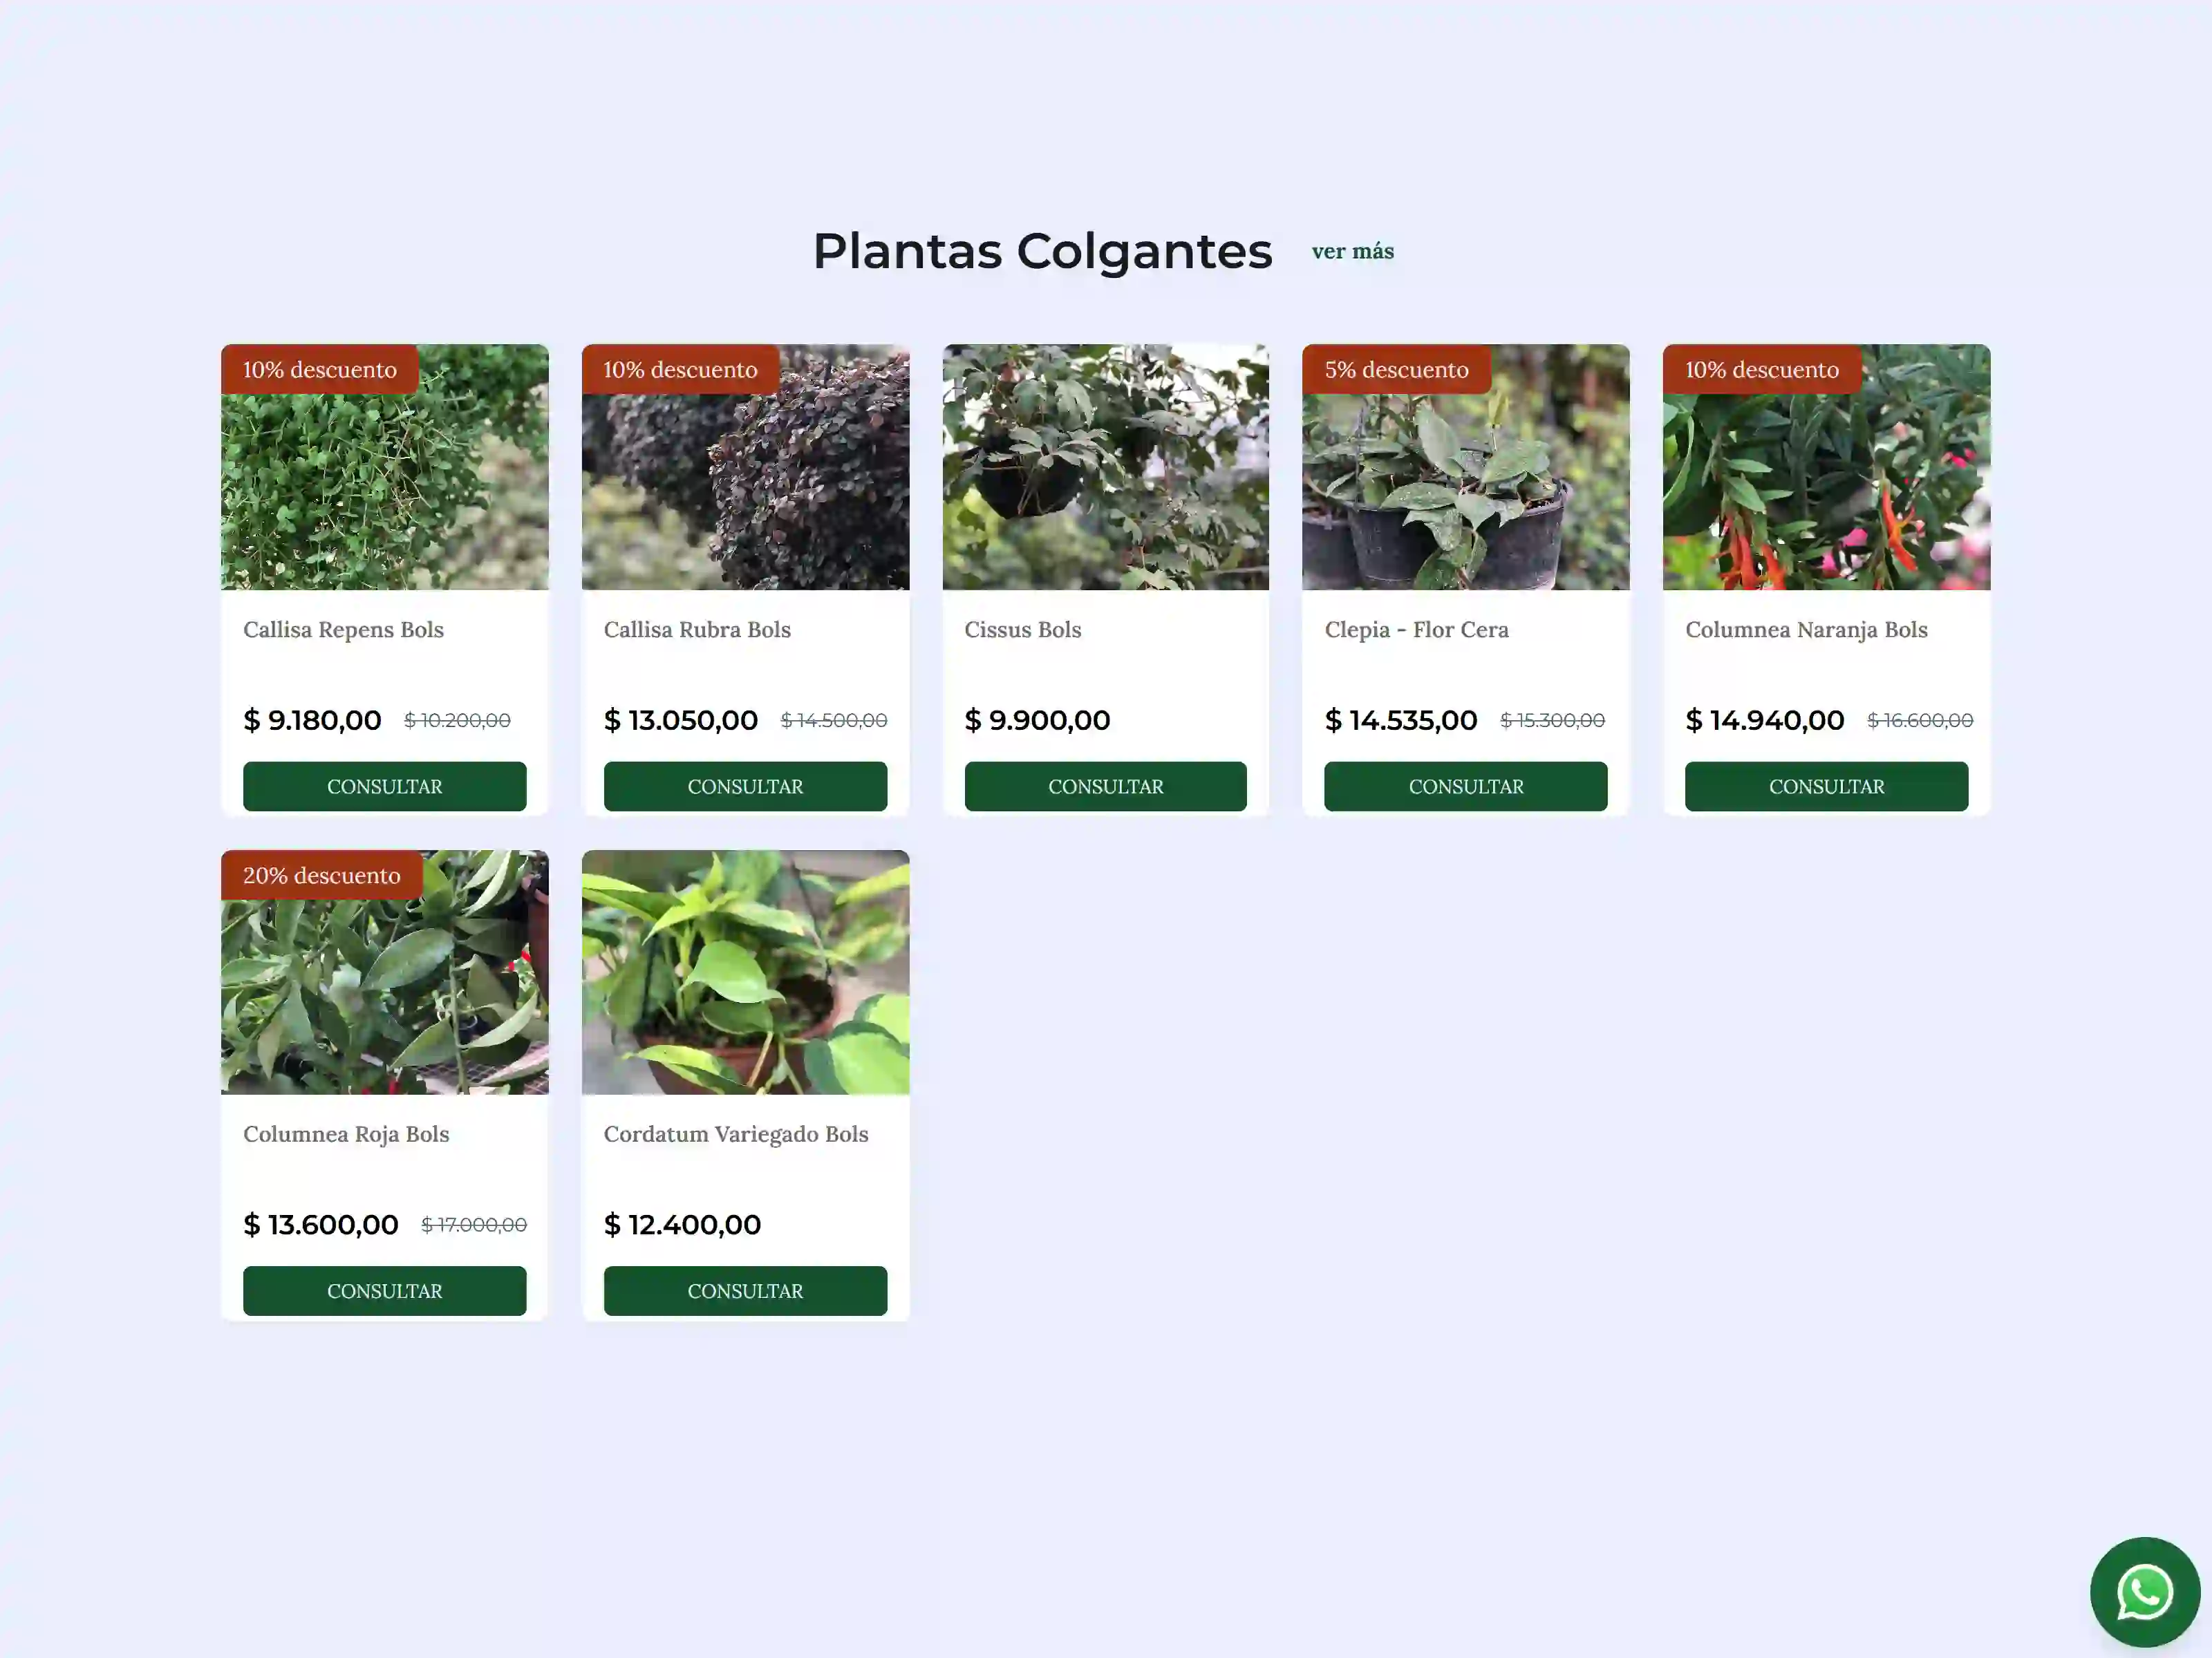 Plantas Colgantes ver más
10% descuento
Callisa Repens Bols
$ 9.180,00 $ 10.200,00
CONSULTAR
10% descuento
Callisa Rubra Bols
$ 13.050,00 $ 14.500,00
CONSULTAR
Cissus Bols
$ 9.900,00
CONSULTAR
5% descuento
Clepia - Flor Cera
$ 14.535,00 $ 15.300,00
CONSULTAR
10% descuento
Columnea Naranja Bols
$ 14.940,00 $ 16.600,00
CONSULTAR
20% descuento
Columnea Roja Bols
$ 13.600,00 $ 17.000,00
CONSULTAR
Cordatum Variegado Bols
$ 12.400,00
CONSULTAR